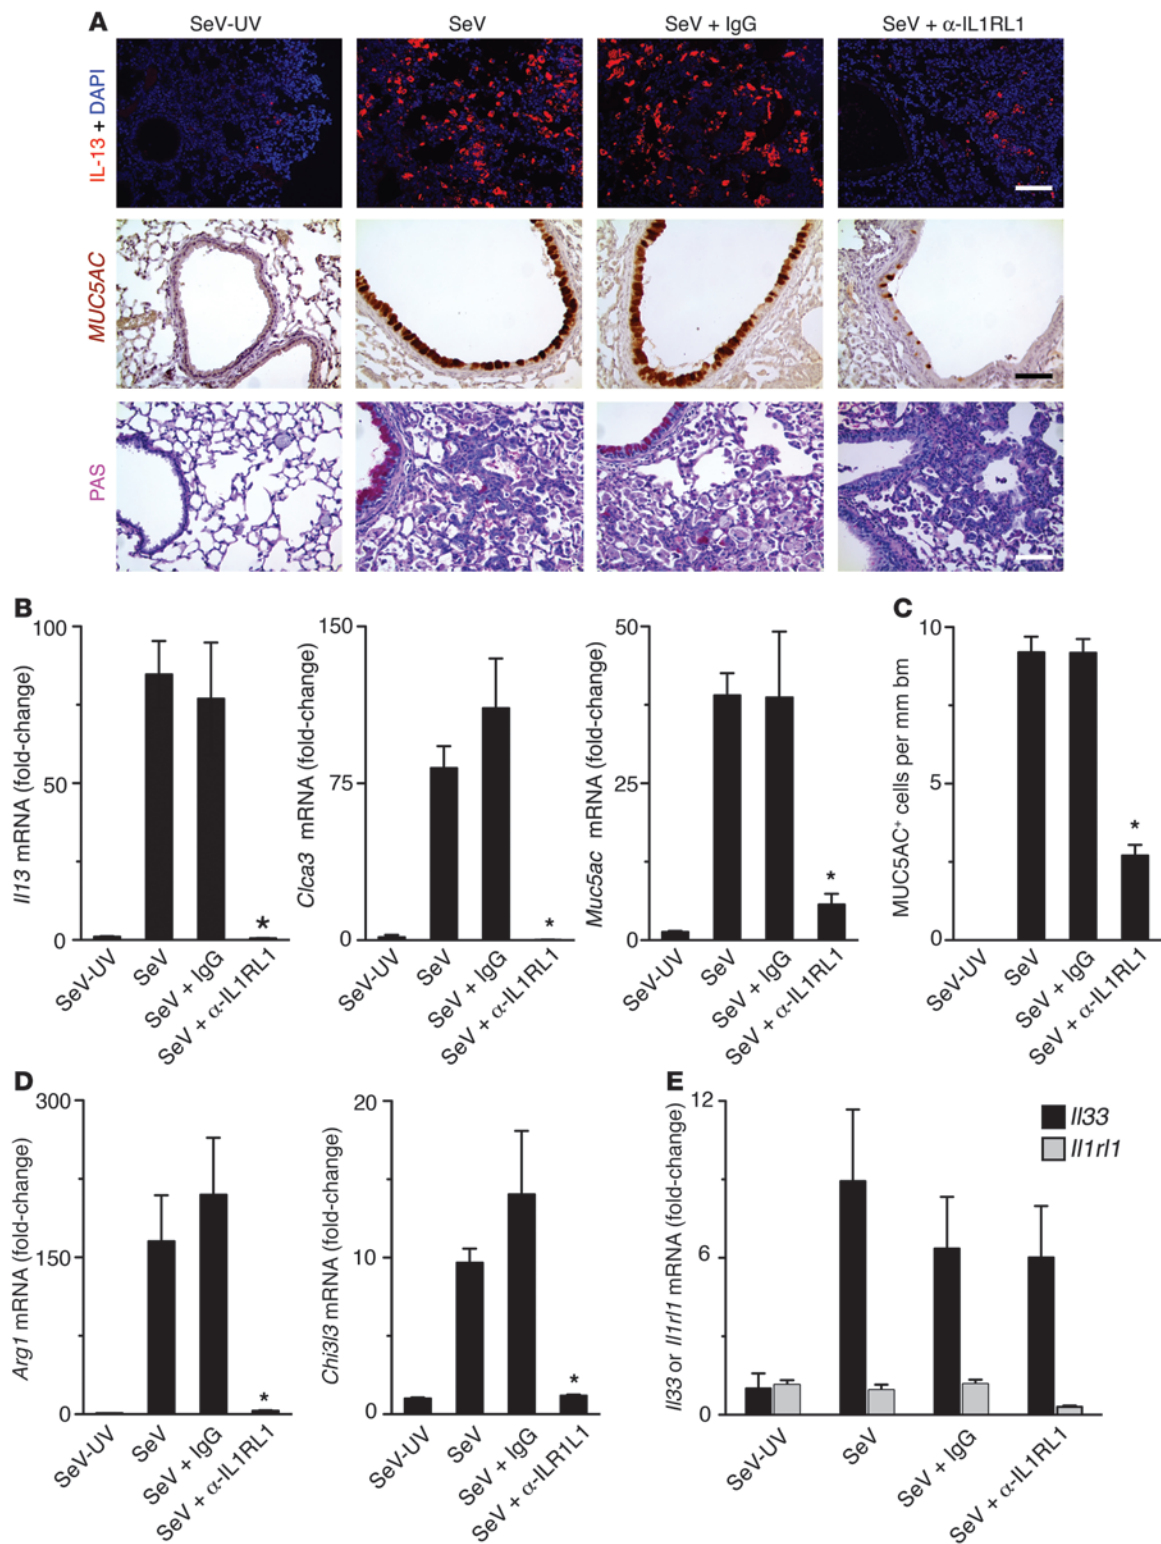 A
SeV-UV
SeV
SeV + IgG
SeV + α-IL1RL1
IL-13 + DAPI
MUC5AC
PAS
B
Il13 mRNA (fold-change)
100
50
0
SeV-UV
SeV
SeV + IgG
SeV + α-IL1RL1
*
Clca3 mRNA (fold-change)
150
75
0
SeV-UV
SeV
SeV + IgG
SeV + α-IL1RL1
*
Muc5ac mRNA (fold-change)
50
25
0
SeV-UV
SeV
SeV + IgG
SeV + α-IL1RL1
*
C
MUC5AC+ cells per mm bm
10
5
0
SeV-UV
SeV
SeV + IgG
SeV + α-IL1RL1
*
D
Arg1 mRNA (fold-change)
300
150
0
SeV-UV
SeV
SeV + IgG
SeV + α-IL1RL1
*
Chi3l3 mRNA (fold-change)
20
10
0
SeV-UV
SeV
SeV + IgG
SeV + α-ILR1L1
*
E
Il33 or Il1rl1 mRNA (fold-change)
12
6
0
Il33
Il1rl1
SeV-UV
SeV
SeV + IgG
SeV + α-IL1RL1